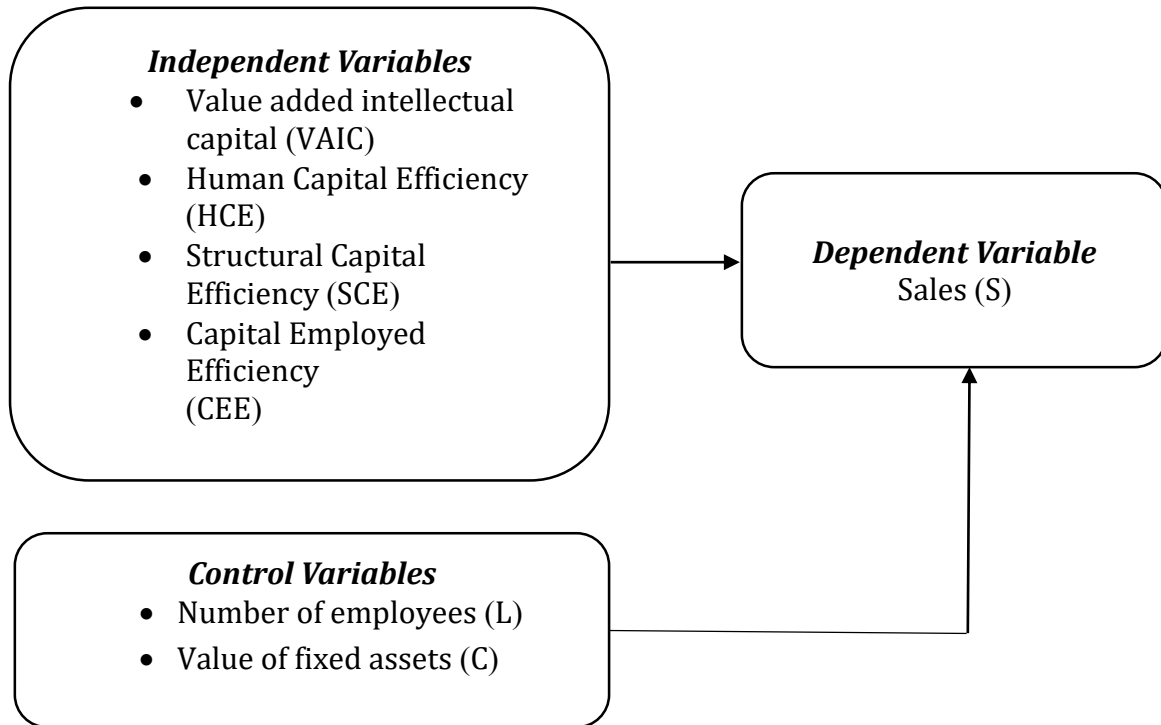 Independent Variables
• Value added intellectual
capital (VAIC)
• Human Capital Efficiency
(HCE)
• Structural Capital
Efficiency (SCE)
• Capital Employed
Efficiency
(CEE)
Dependent Variable
Sales (S)
Control Variables
• Number of employees (L)
• Value of fixed assets (C)